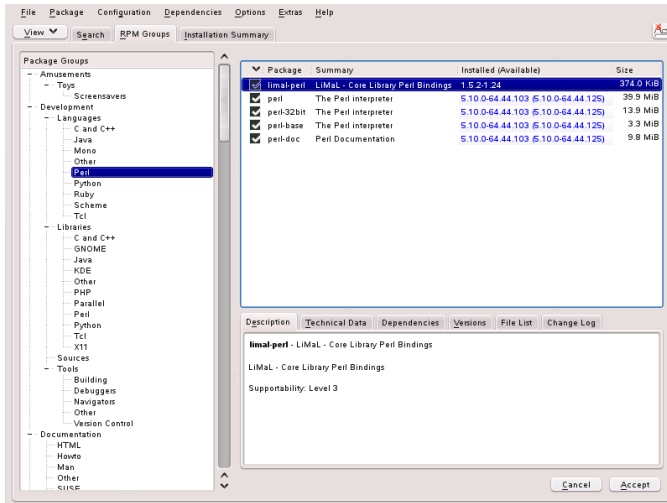 File Package Configuration Dependencies Options Extras Help
View Search RPM Groups Installation Summary
Package Groups
Amusements
Toys
Screensavers
Development
Languages
C and C++
Java
Mono
Other
Perl
Python
Ruby
Scheme
Tcl
Libraries
C and C++
GNOME
Java
KDE
Other
PHP
Parallel
Perl
Python
Tcl
X11
Sources
Tools
Building
Debuggers
Navigators
Other
Version Control
Documentation
HTML
Howto
Man
Other
SUSE
Package Summary Installed (Available) Size
limal-perl LiMaL - Core Library Perl Bindings 1.5.2-1.24 374.0 KiB
perl The Perl interpreter 5.10.0-64.44.103 (5.10.0-64.44.125) 39.9 MiB
perl-32bit The Perl interpreter 5.10.0-64.44.103 (5.10.0-64.44.125) 13.9 MiB
perl-base The Perl interpreter 5.10.0-64.44.103 (5.10.0-64.44.125) 3.3 MiB
perl-doc Perl Documentation 5.10.0-64.44.103 (5.10.0-64.44.125) 9.8 MiB
Description Technical Data Dependencies Versions File List Change Log
limal-perl - LiMaL - Core Library Perl Bindings
LiMaL - Core Library Perl Bindings
Supportability: Level 3
Cancel Accept